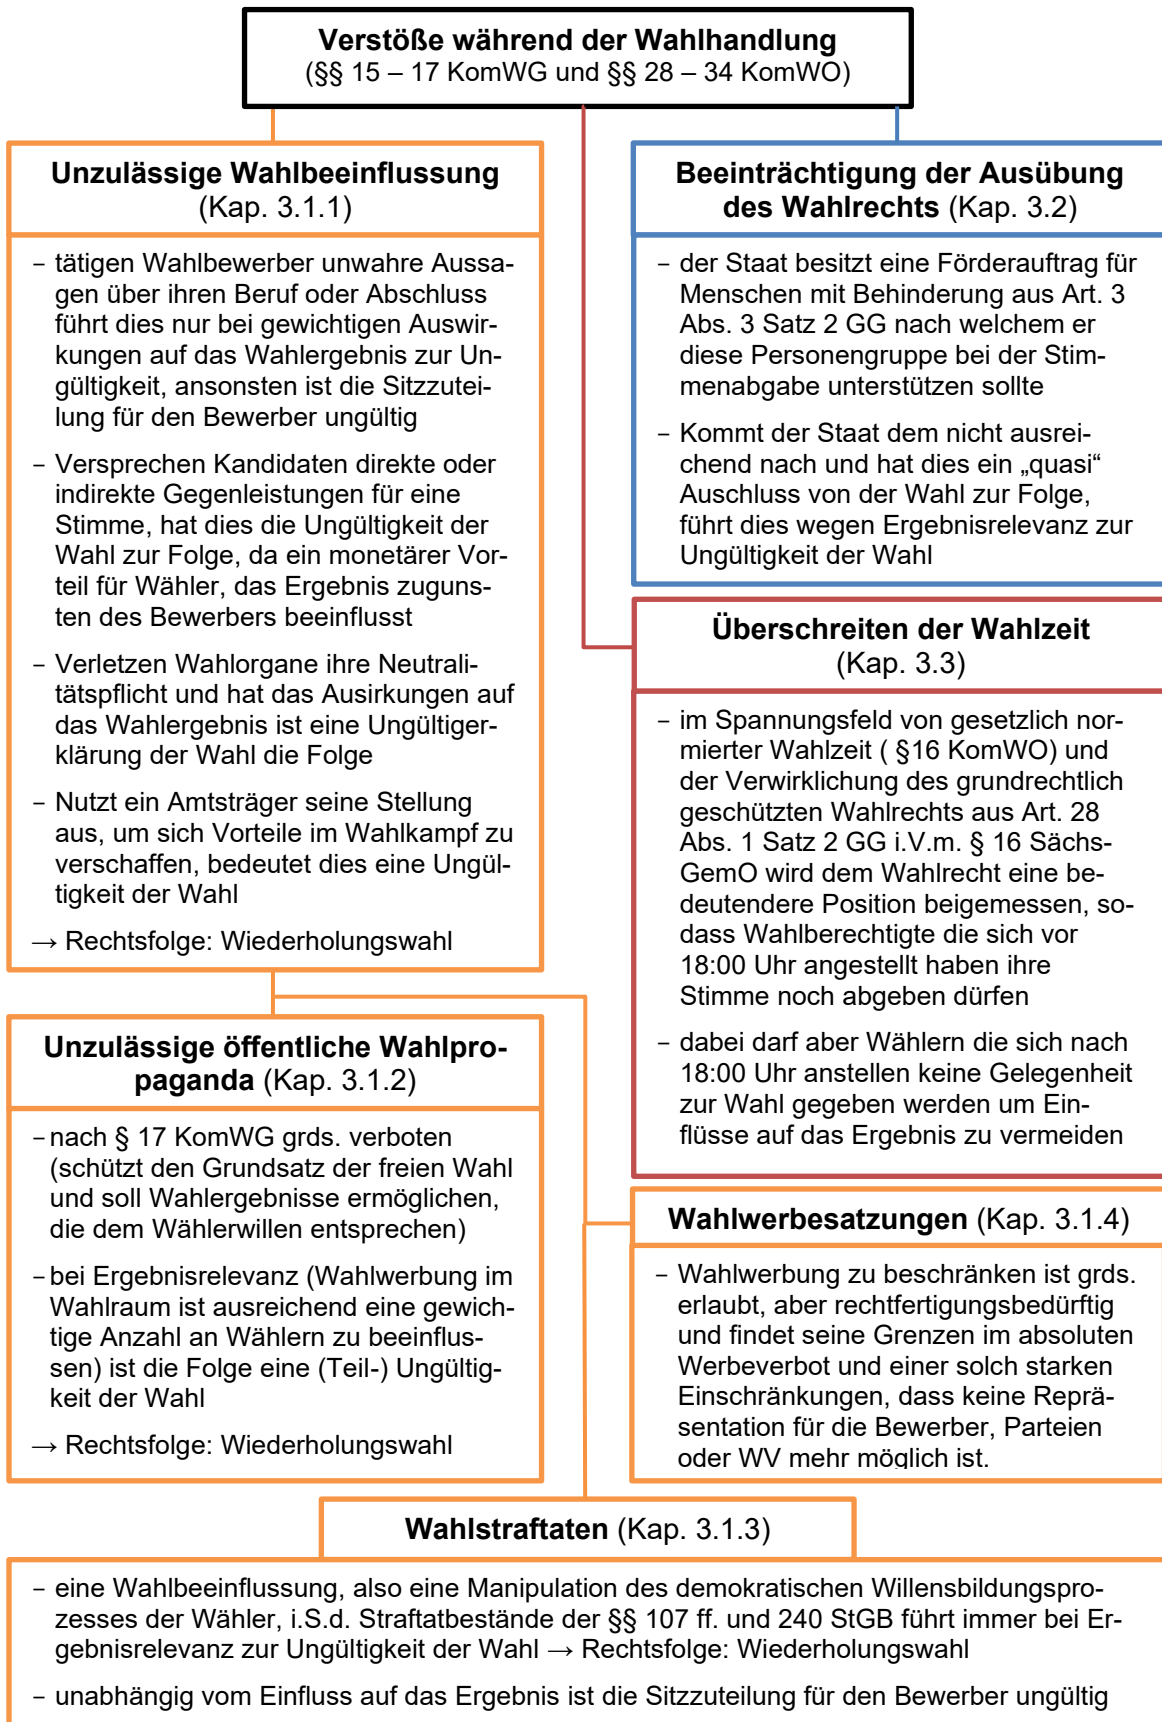 Verstöße während der Wahlhandlung
(§§ 15 – 17 KomWG und §§ 28 – 34 KomWO)
Unzulässige Wahlbeeinflussung
(Kap. 3.1.1)
– tätigen Wahlbewerber unwahre Aussa-
gen über ihren Beruf oder Abschluss
führt dies nur bei gewichtigen Auswir-
kungen auf das Wahlergebnis zur Un-
gültigkeit, ansonsten ist die Sitzzutei-
lung für den Bewerber ungültig
– Versprechen Kandidaten direkte oder
indirekte Gegenleistungen für eine
Stimme, hat dies die Ungültigkeit der
Wahl zur Folge, da ein monetärer Vor-
teil für Wähler, das Ergebnis zuguns-
ten des Bewerbers beeinflusst
– Verletzen Wahlorgane ihre Neutrali-
tätspflicht und hat das Ausirkungen auf
das Wahlergebnis ist eine Ungültiger-
klärung der Wahl die Folge
– Nutzt ein Amtsträger seine Stellung
aus, um sich Vorteile im Wahlkampf zu
verschaffen, bedeutet dies eine Ungül-
tigkeit der Wahl
→ Rechtsfolge: Wiederholungswahl
Beeinträchtigung der Ausübung
des Wahlrechts (Kap. 3.2)
– der Staat besitzt eine Förderauftrag für
Menschen mit Behinderung aus Art. 3
Abs. 3 Satz 2 GG nach welchem er
diese Personengruppe bei der Stim-
menabgabe unterstützen sollte
– Kommt der Staat dem nicht ausrei-
chend nach und hat dies ein „quasi“
Auschluss von der Wahl zur Folge,
führt dies wegen Ergebnisrelevanz zur
Ungültigkeit der Wahl
Überschreiten der Wahlzeit
(Kap. 3.3)
– im Spannungsfeld von gesetzlich nor-
mierter Wahlzeit ( §16 KomWO) und
der Verwirklichung des grundrechtlich
geschützten Wahlrechts aus Art. 28
Abs. 1 Satz 2 GG i.V.m. § 16 Sächs-
GemO wird dem Wahlrecht eine be-
deutendere Position beigemessen, so-
dass Wahlberechtigte die sich vor
18:00 Uhr angestellt haben ihre
Stimme noch abgeben dürfen
– dabei darf aber Wählern die sich nach
18:00 Uhr anstellen keine Gelegenheit
zur Wahl gegeben werden um Ein-
flüsse auf das Ergebnis zu vermeiden
Unzulässige öffentliche Wahlpro-
paganda (Kap. 3.1.2)
– nach § 17 KomWG grds. verboten
(schützt den Grundsatz der freien Wahl
und soll Wahlergebnisse ermöglichen,
die dem Wählerwillen entsprechen)
– bei Ergebnisrelevanz (Wahlwerbung im
Wahlraum ist ausreichend eine gewich-
tige Anzahl an Wählern zu beeinflus-
sen) ist die Folge eine (Teil-) Ungültig-
keit der Wahl
→ Rechtsfolge: Wiederholungswahl
Wahlwerbesatzungen (Kap. 3.1.4)
– Wahlwerbung zu beschränken ist grds.
erlaubt, aber rechtfertigungsbedürftig
und findet seine Grenzen im absoluten
Werbeverbot und einer solch starken
Einschränkungen, dass keine Reprä-
sentation für die Bewerber, Parteien
oder WV mehr möglich ist.
Wahlstraftaten (Kap. 3.1.3)
– eine Wahlbeeinflussung, also eine Manipulation des demokratischen Willensbildungspro-
zesses der Wähler, i.S.d. Straftatbestände der §§ 107 ff. und 240 StGB führt immer bei Er-
gebnisrelevanz zur Ungültigkeit der Wahl → Rechtsfolge: Wiederholungswahl
– unabhängig vom Einfluss auf das Ergebnis ist die Sitzzuteilung für den Bewerber ungültig